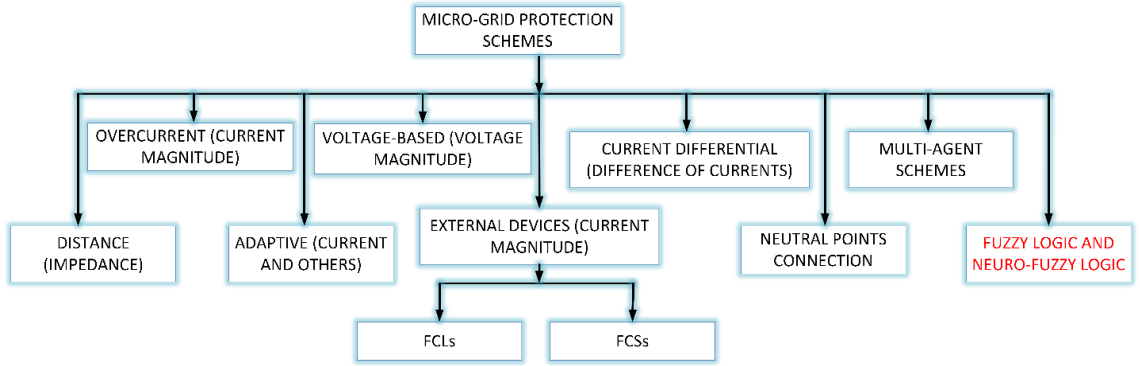 MICRO-GRID PROTECTION
SCHEMES
OVERCURRENT (CURRENT
MAGNITUDE)
VOLTAGE-BASED (VOLTAGE
MAGNITUDE)
CURRENT DIFFERENTIAL
(DIFFERENCE OF CURRENTS)
MULTI-AGENT
SCHEMES
DISTANCE
(IMPEDANCE)
ADAPTIVE (CURRENT
AND OTHERS)
EXTERNAL DEVICES (CURRENT
MAGNITUDE)
NEUTRAL POINTS
CONNECTION
FUZZY LOGIC AND
NEURO-FUZZY LOGIC
FCLs
FCSs